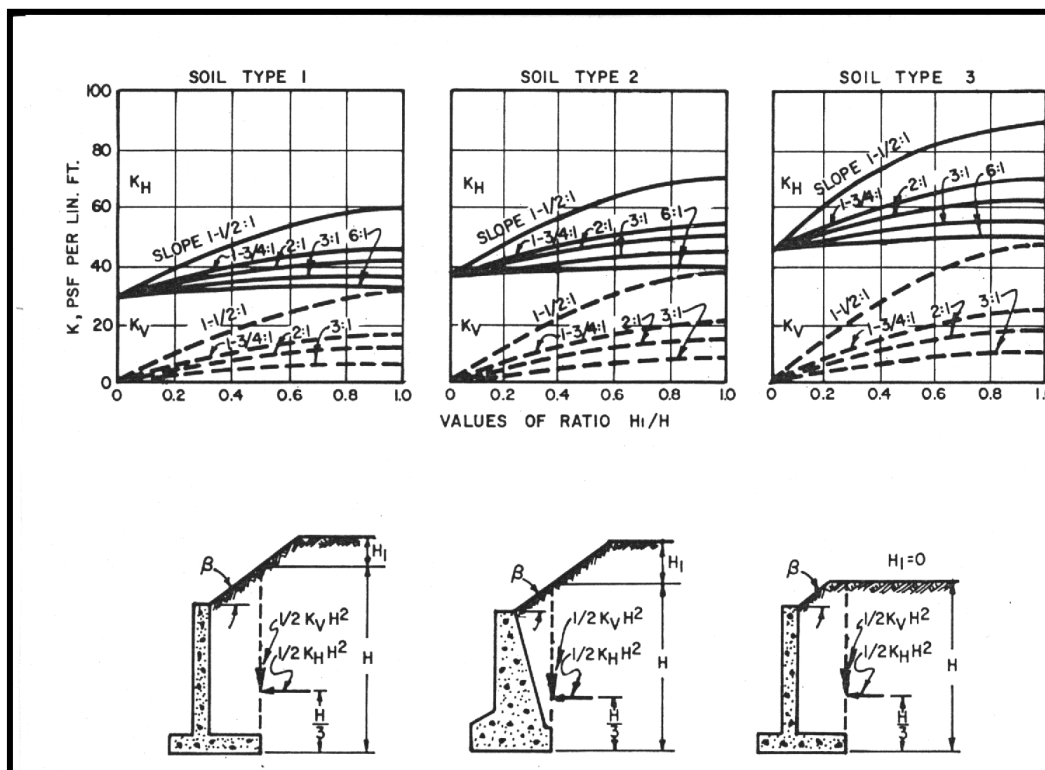 SOIL TYPE 1
SOIL TYPE 2
SOIL TYPE 3
100
80
60
40
20
0
K, PSF PER LIN. FT.
KH
SLOPE 1-1/2:1
1-3/4:1
2:1
3:1
6:1
KV
1-1/2:1
1-3/4:1
2:1
3:1
0 0.2 0.4 0.6 0.8 1.0
KH
SLOPE 1-1/2:1
1-3/4:1
2:1
3:1
6:1
KV
1-1/2:1
1-3/4:1
2:1
3:1
0 0.2 0.4 0.6 0.8 1.0
KH
SLOPE 1-1/2:1
1-3/4:1
2:1
3:1
6:1
KV
1-1/2:1
1-3/4:1
2:1
3:1
0 0.2 0.4 0.6 0.8 1.0
VALUES OF RATIO H1/H
β
H1
1/2 KV H2
1/2 KH H2
H
H/3
β
H1
1/2 KV H2
1/2 KH H2
H
H/3
β
H1=0
1/2 KV H2
1/2 KH H2
H
H/3